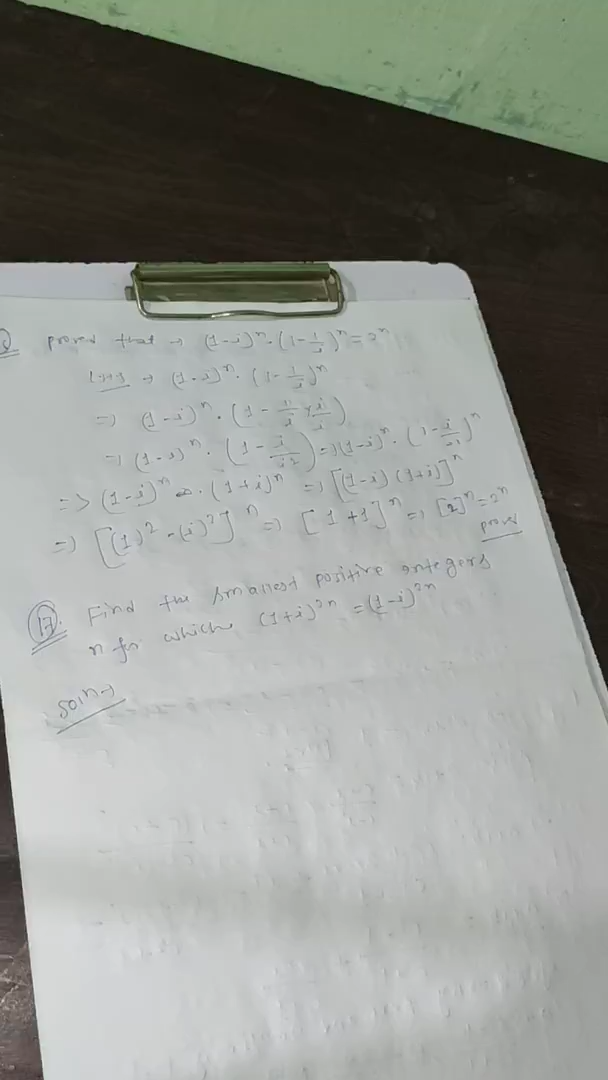 proved that → (1-i)ⁿ·(1-1/i)ⁿ=2ⁿ
LHS → (1-i)ⁿ·(1-1/i)ⁿ
⇒ (1-i)ⁿ·(1-1/i×i/i)
⇒ (1-i)ⁿ·(1-i/i2) ⇒ (1-i)ⁿ·(1-i/-1)ⁿ
⇒ (1-i)ⁿ·(1+i)ⁿ ⇒ [(1-i)(1+i)]ⁿ
⇒ [(1)²-(i)²]ⁿ ⇒ [1+1]ⁿ ⇒ [2]ⁿ=2ⁿ
proved
17. Find the smallest positive integers
n for which (1+i)²ⁿ=(1-i)²ⁿ
Soln→